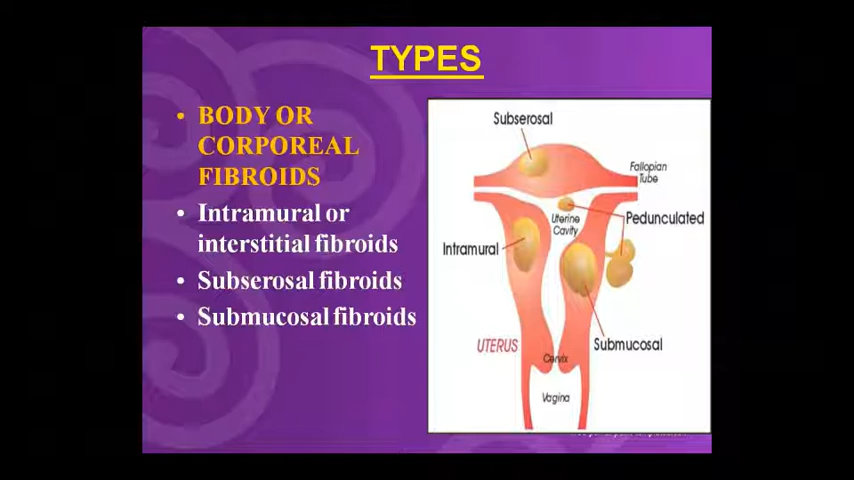 TYPES
• BODY OR
CORPOREAL
FIBROIDS
• Intramural or
interstitial fibroids
• Subserosal fibroids
• Submucosal fibroids
Subserosal
Fallopian
Tube
Uterine
Cavity
Pedunculated
Intramural
UTERUS
Submucosal
Cervix
Vagina